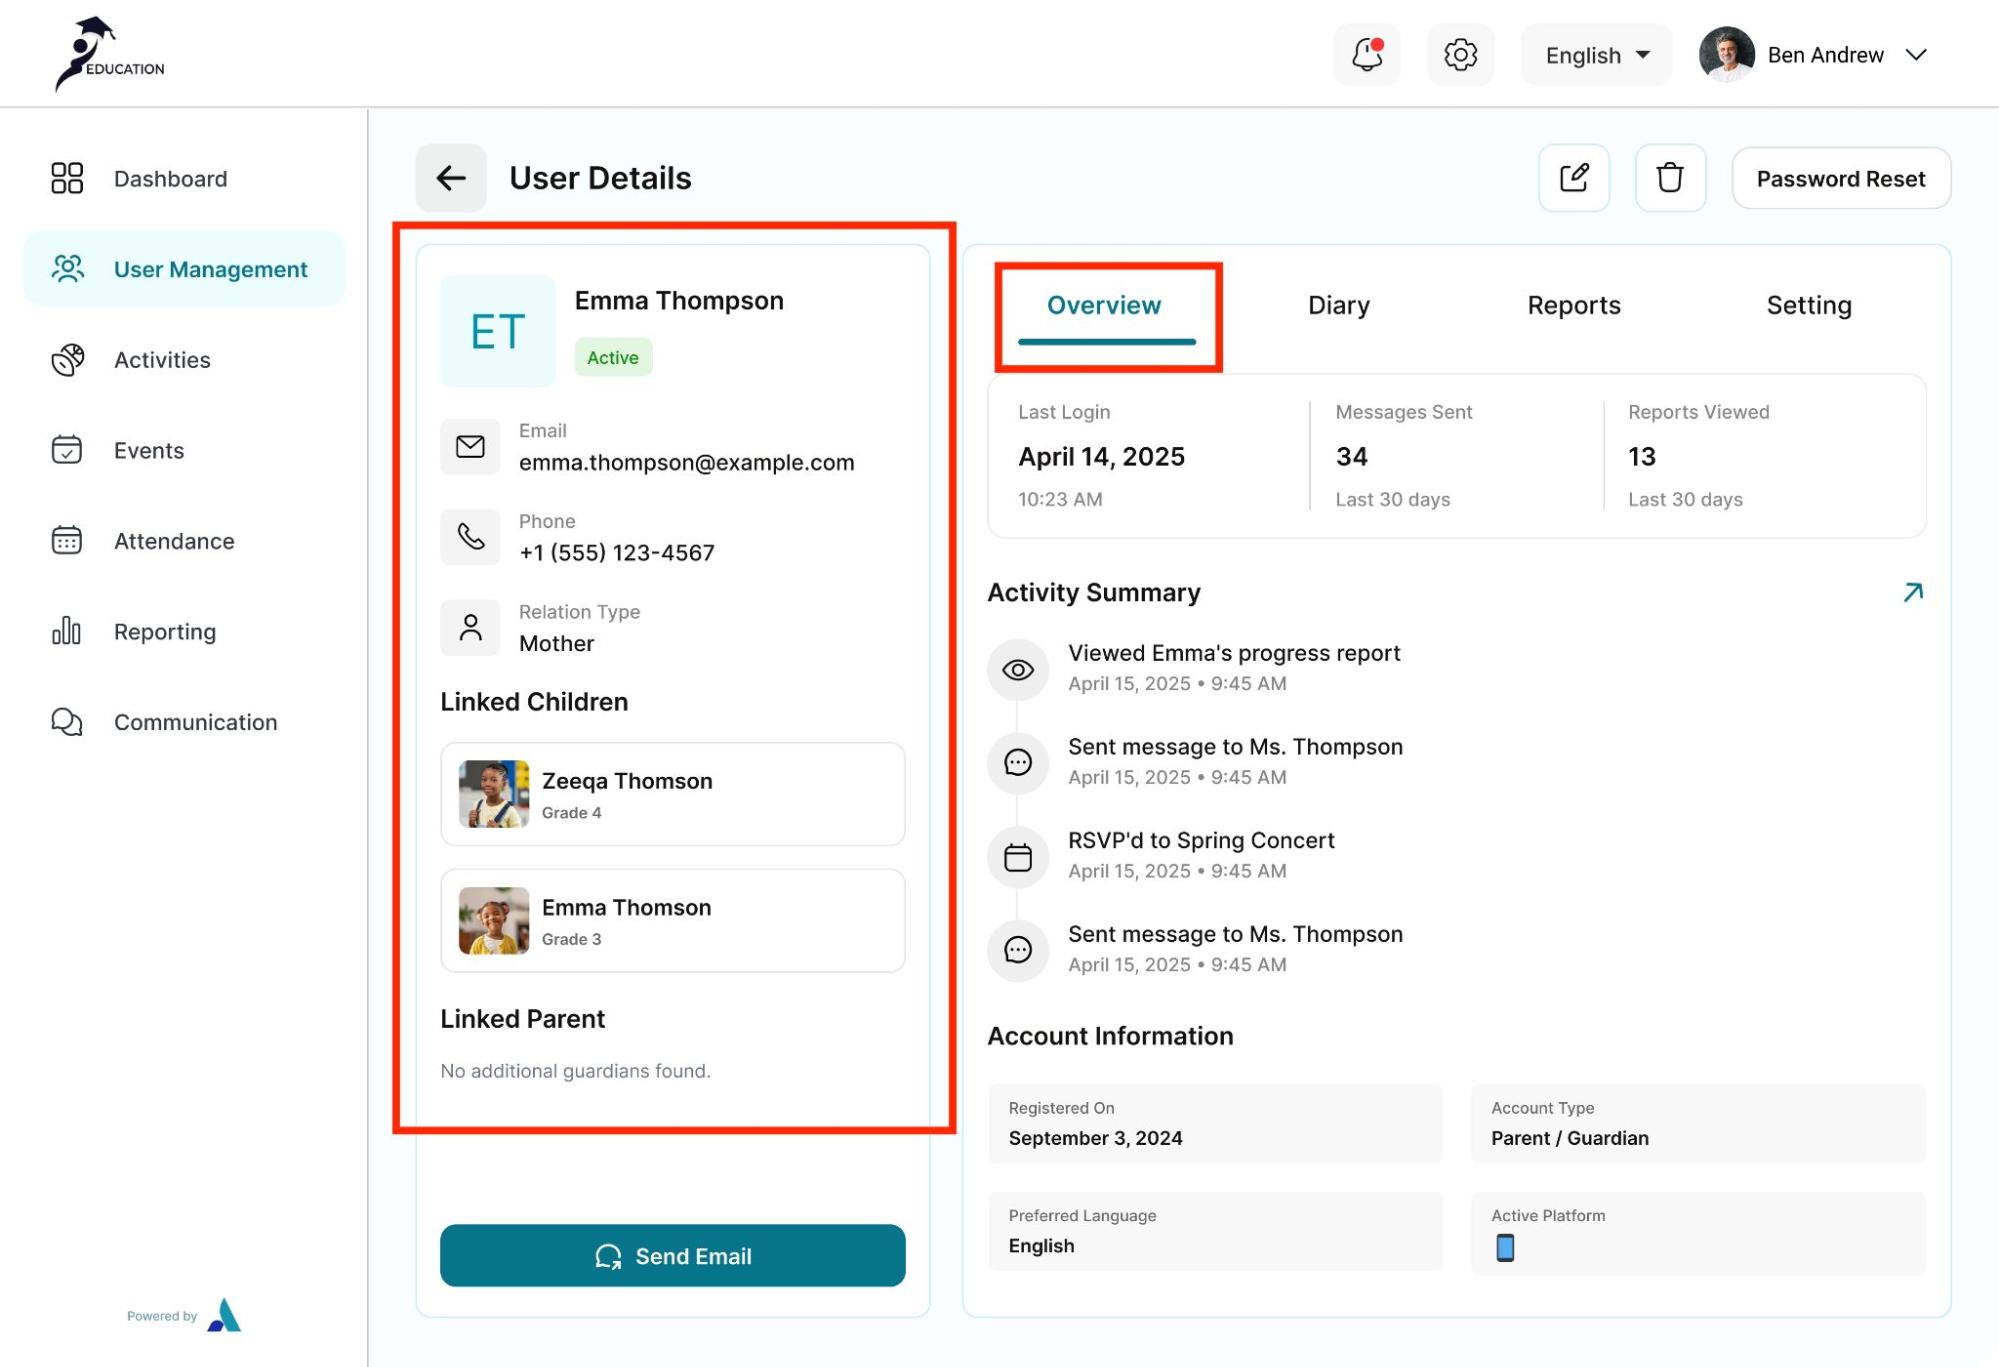 EDUCATION
English
Ben Andrew
Dashboard
User Management
Activities
Events
Attendance
Reporting
Communication
Powered by
User Details
Password Reset
ET
Emma Thompson
Active
Email
emma.thompson@example.com
Phone
+1 (555) 123-4567
Relation Type
Mother
Linked Children
Zeeqa Thomson
Grade 4
Emma Thomson
Grade 3
Linked Parent
No additional guardians found.
Send Email
Overview
Diary
Reports
Setting
Last Login
April 14, 2025
10:23 AM
Messages Sent
34
Last 30 days
Reports Viewed
13
Last 30 days
Activity Summary
Viewed Emma's progress report
April 15, 2025 • 9:45 AM
Sent message to Ms. Thompson
April 15, 2025 • 9:45 AM
RSVP'd to Spring Concert
April 15, 2025 • 9:45 AM
Sent message to Ms. Thompson
April 15, 2025 • 9:45 AM
Account Information
Registered On
September 3, 2024
Account Type
Parent / Guardian
Preferred Language
English
Active Platform